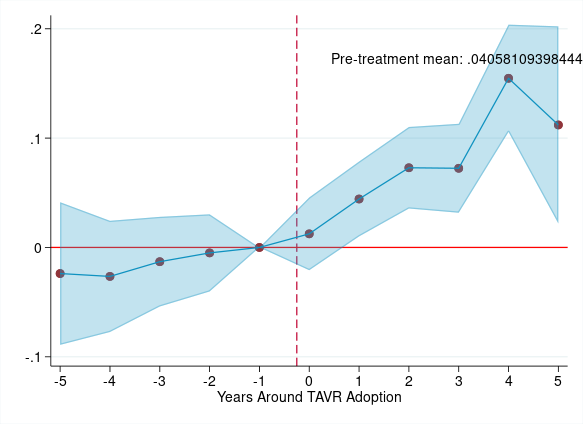 .2
Pre-treatment mean: .04058109398444
.1
0
-.1
-5 -4 -3 -2 -1 0 1 2 3 4 5
Years Around TAVR Adoption